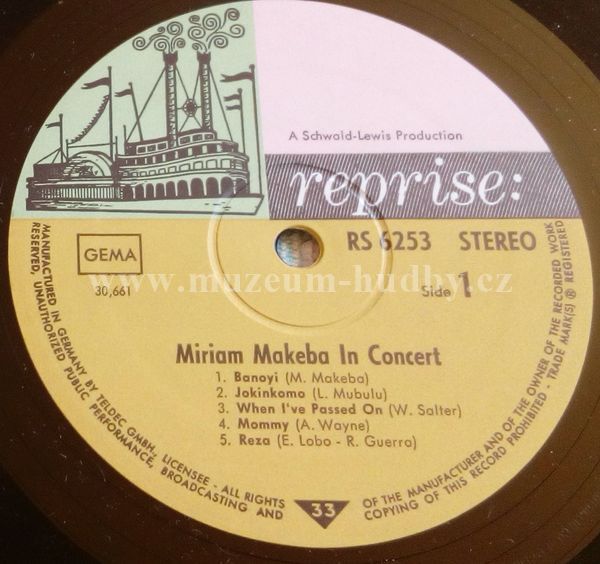 A Schwaid-Lewis Production
reprise:
GEMA
30,661
RS 6253 STEREO
Side 1
www.muzeum-hudby.cz
Miriam Makeba In Concert
1. Banoyi (M. Makeba)
2. Jokinkomo (L. Mubulu)
3. When I've Passed On (W. Salter)
4. Mommy (A. Wayne)
5. Reza (E. Lobo - R. Guerra)
33
MANUFACTURED IN GERMANY BY TELDEC GMBH, LICENSEE - ALL RIGHTS OF THE MANUFACTURER AND OF THE OWNER OF THE RECORDED WORK
RESERVED, UNAUTHORIZED PUBLIC PERFORMANCE, BROADCASTING AND COPYING OF THIS RECORD PROHIBITED - TRADE MARK(S) ® REGISTERED